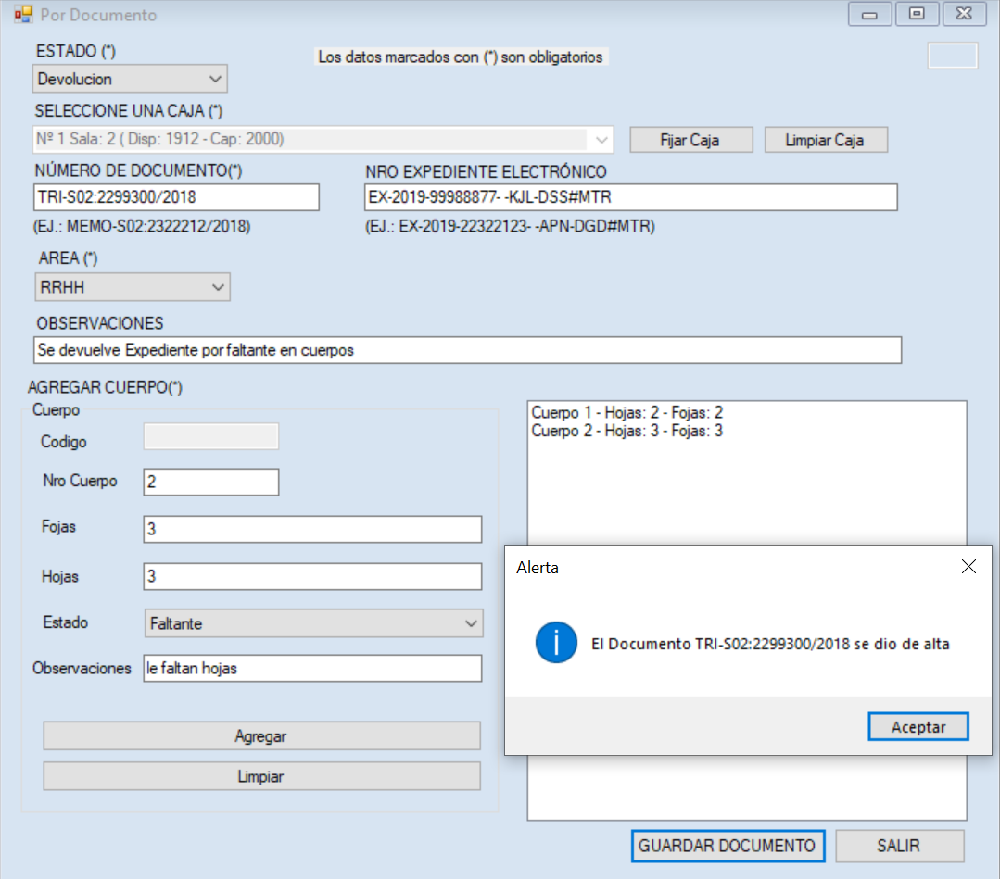 Por Documento
ESTADO (*)
Los datos marcados con (*) son obligatorios
Devolucion
SELECCIONE UNA CAJA (*)
Nº 1 Sala: 2 ( Disp: 1912 - Cap: 2000)
Fijar Caja
Limpiar Caja
NÚMERO DE DOCUMENTO(*)
NRO EXPEDIENTE ELECTRÓNICO
TRI-S02:2299300/2018
EX-2019-99988877- -KJL-DSS#MTR
(EJ.: MEMO-S02:2322212/2018)
(EJ.: EX-2019-22322123- -APN-DGD#MTR)
AREA (*)
RRHH
OBSERVACIONES
Se devuelve Expediente por faltante en cuerpos
AGREGAR CUERPO(*)
Cuerpo
Codigo
Nro Cuerpo
2
Fojas
3
Hojas
3
Estado
Faltante
Observaciones
le faltan hojas
Agregar
Limpiar
Cuerpo 1 - Hojas: 2 - Fojas: 2
Cuerpo 2 - Hojas: 3 - Fojas: 3
Alerta
El Documento TRI-S02:2299300/2018 se dio de alta
Aceptar
GUARDAR DOCUMENTO
SALIR